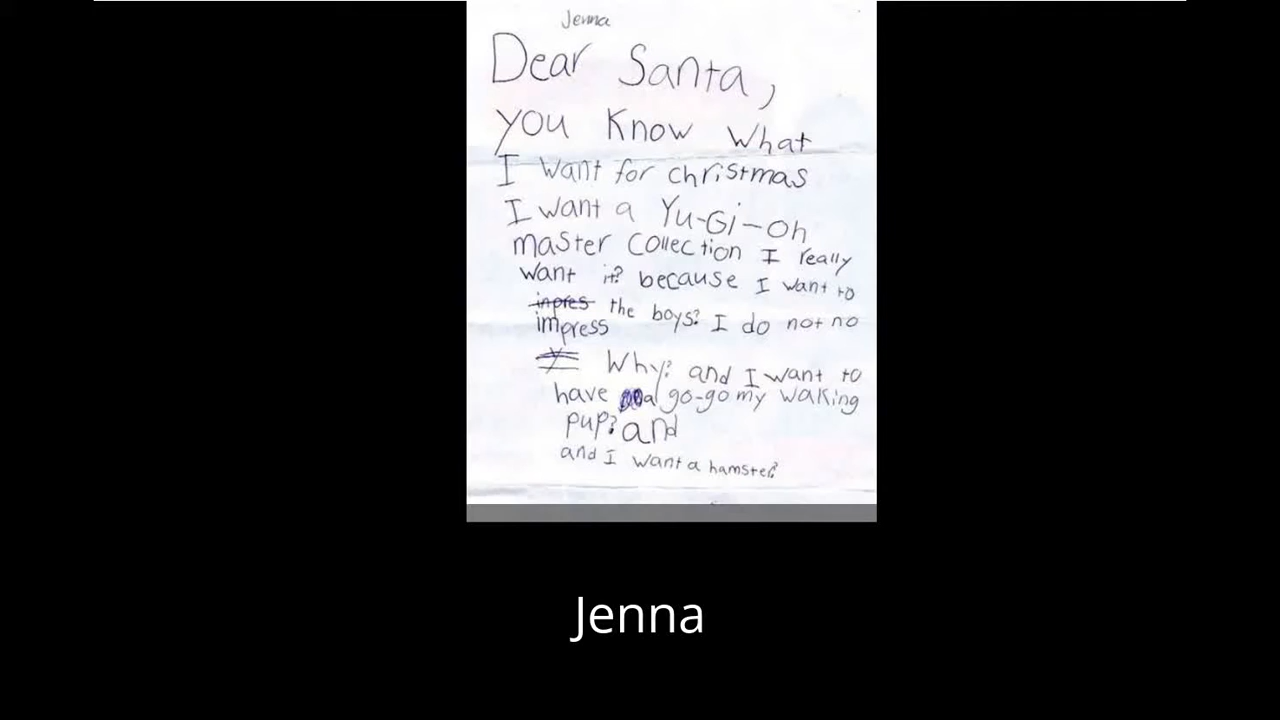 Jenna
Dear Santa,
you Know What
I want for christmas
I want a Yu-Gi-Oh
master collection I really
want it? because I want to
inpres the boys? I do not no
impress
Why? and I want to
have a go-go my waking
pup? and
and I want a hamster?
Jenna